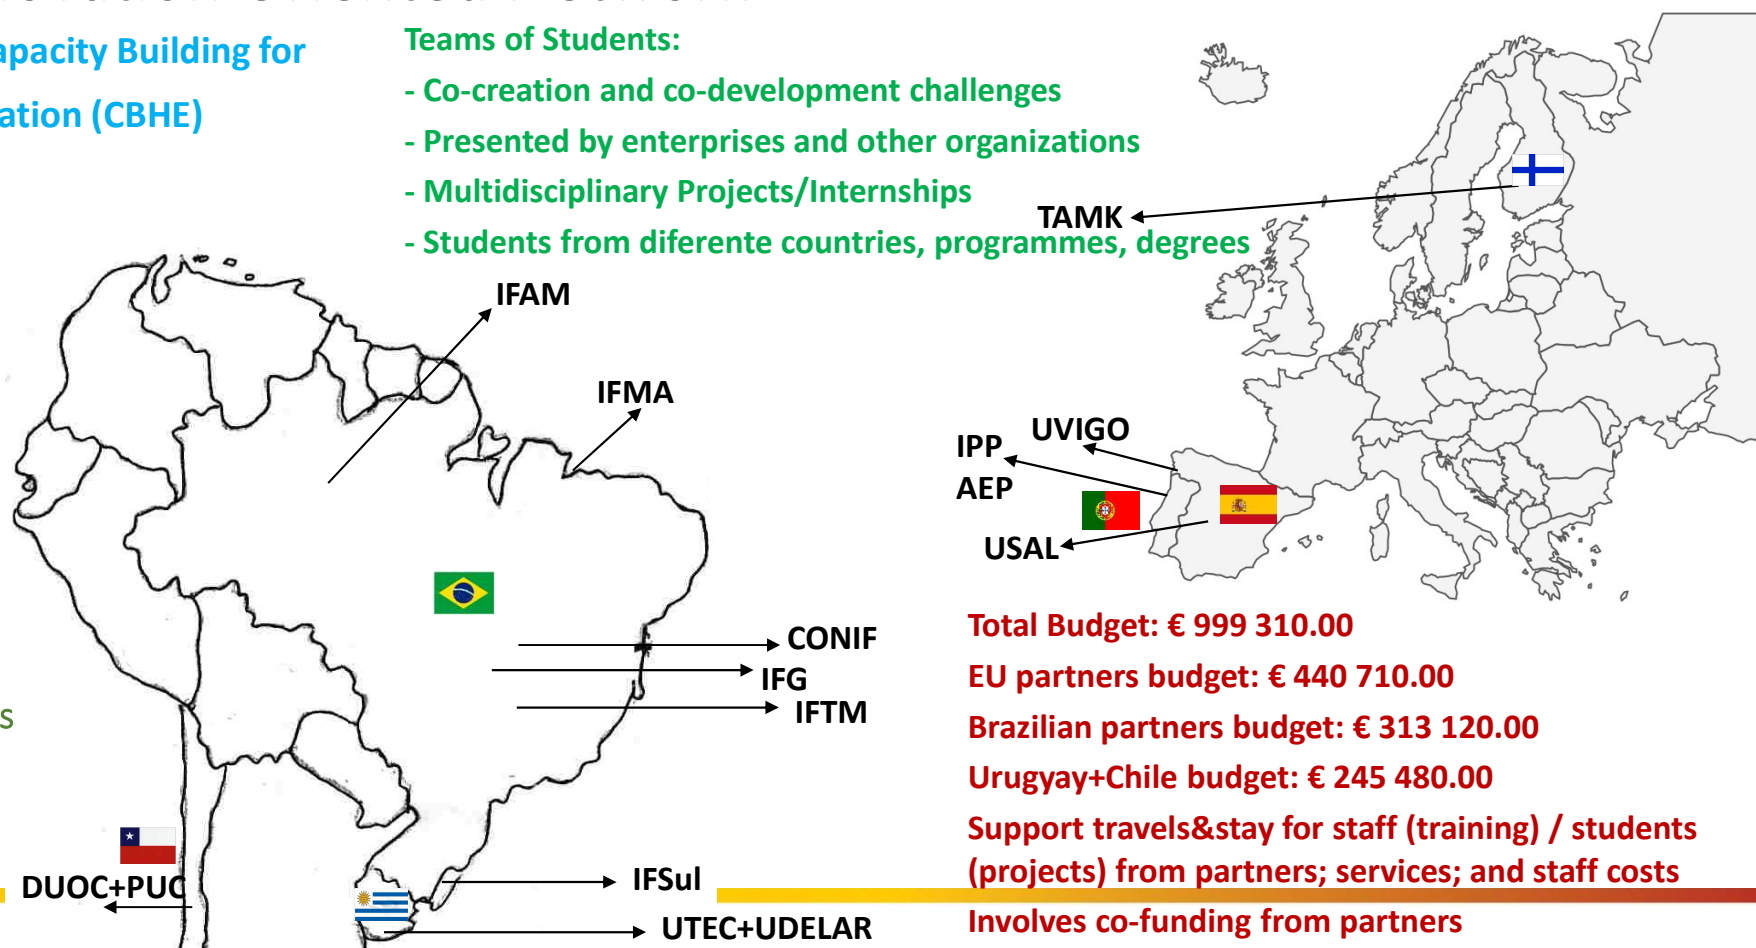 apacity Building for
ation (CBHE)
Teams of Students:
- Co-creation and co-development challenges
- Presented by enterprises and other organizations
- Multidisciplinary Projects/Internships
- Students from diferente countries, programmes, degrees
TAMK
IFAM
IFMA
UVIGO
IPP
AEP
USAL
CONIF
IFG
IFTM
s
DUOC+PUC
IFSul
UTEC+UDELAR
Total Budget: € 999 310.00
EU partners budget: € 440 710.00
Brazilian partners budget: € 313 120.00
Urugyay+Chile budget: € 245 480.00
Support travels&stay for staff (training) / students
(projects) from partners; services; and staff costs
Involves co-funding from partners